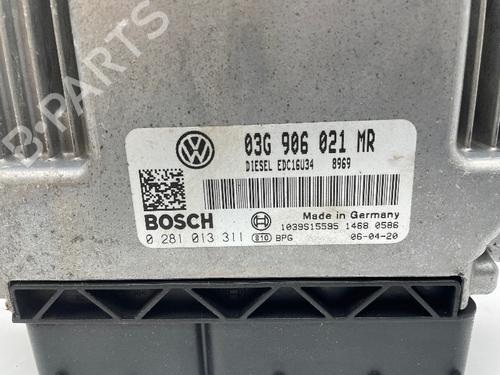 B-PARTS
03G 906 021 MR
DIESEL EDC16U34 8969
BOSCH
Made in Germany
1039S15595 1468 0586
0 281 013 311 810 BPG 06-04-20